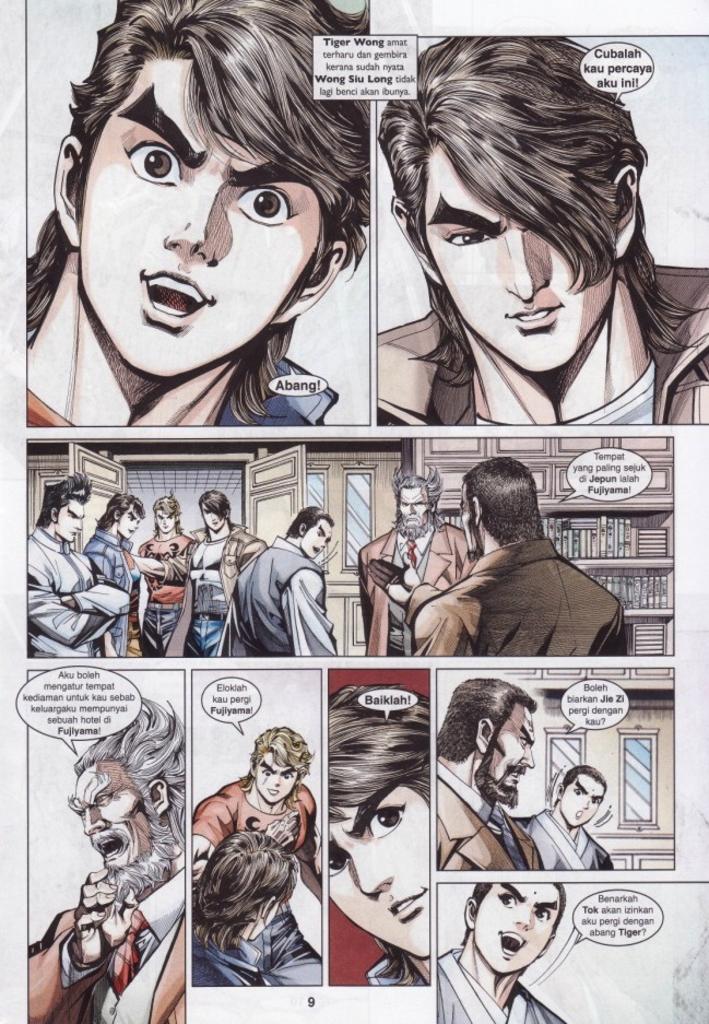 Tiger Wong amat
terharu dan gembira
kerana sudah nyata
Wong Siu Long tidak
lagi benci akan ibunya.
Abang!
Cubalah
kau percaya
aku ini!
Tempat
yang paling sejuk
di Jepun ialah
Fujiyama!
Aku boleh
mengatur tempat
kediaman untuk kau sebab
keluargaku mempunyai
sebuah hotel di
Fujiyama!
Eloklah
kau pergi
Fujiyama!
Baiklah!
Boleh
biarkan Jie Zi
pergi dengan
kau?
Benarkah
Tok akan izinkan
aku pergi dengan
abang Tiger?
9